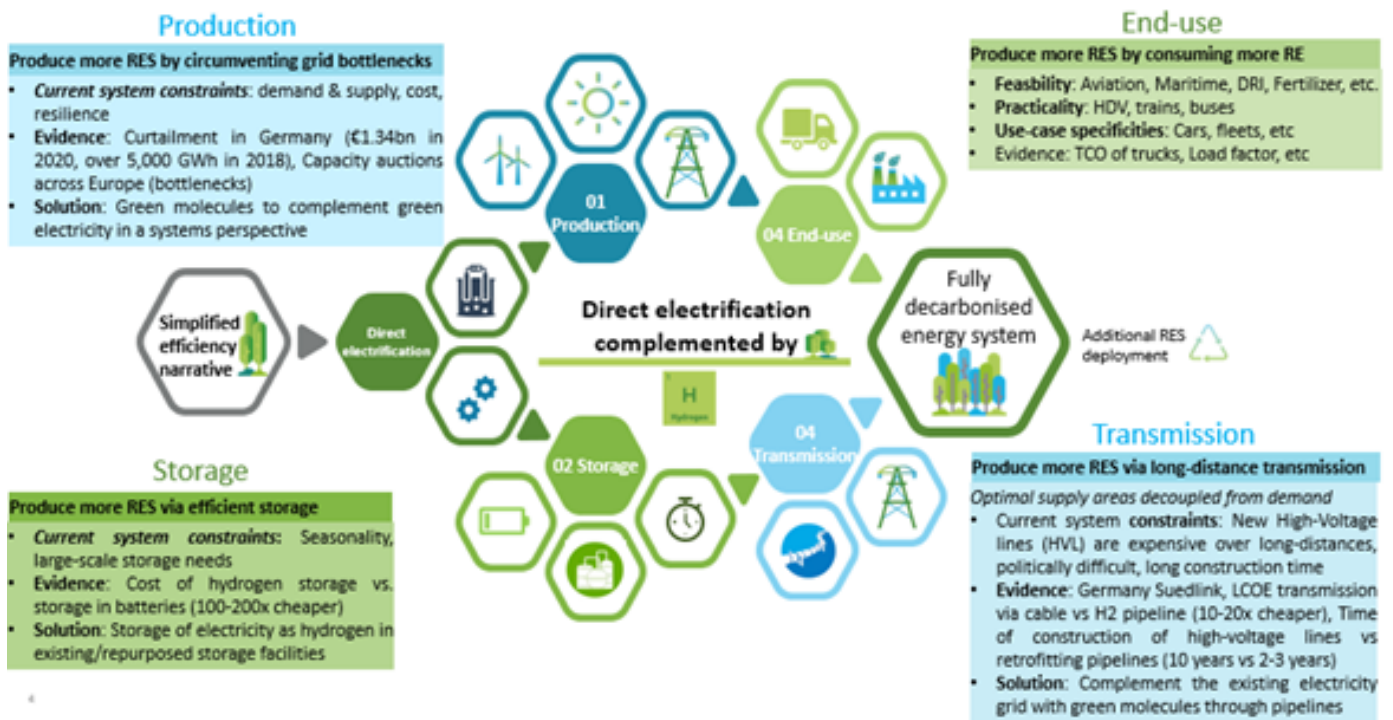 Production
Produce more RES by circumventing grid bottlenecks
• Current system constraints: demand & supply, cost,
resilience
• Evidence: Curtailment in Germany (€1.34bn in
2020, over 5,000 GWh in 2018), Capacity auctions
across Europe (bottlenecks)
• Solution: Green molecules to complement green
electricity in a systems perspective
End-use
Produce more RES by consuming more RE
• Feasbility: Aviation, Maritime, DRI, Fertilizer, etc.
• Practicality: HDV, trains, buses
• Use-case specificities: Cars, fleets, etc
• Evidence: TCO of trucks, Load factor, etc
01
Production
04 End-use
Simplified
efficiency
narrative
Direct
electrification
Direct electrification
complemented by
H
Hydrogen
Fully
decarbonised
energy system
Additional RES
deployment
02 Storage
04
Transmission
Storage
Produce more RES via efficient storage
• Current system constraints: Seasonality,
large-scale storage needs
• Evidence: Cost of hydrogen storage vs.
storage in batteries (100-200x cheaper)
• Solution: Storage of electricity as hydrogen in
existing/repurposed storage facilities
Transmission
Produce more RES via long-distance transmission
Optimal supply areas decoupled from demand
• Current system constraints: New High-Voltage
lines (HVL) are expensive over long-distances,
politically difficult, long construction time
• Evidence: Germany Suedlink, LCOE transmission
via cable vs H2 pipeline (10-20x cheaper), Time
of construction of high-voltage lines vs
retrofitting pipelines (10 years vs 2-3 years)
• Solution: Complement the existing electricity
grid with green molecules through pipelines
4